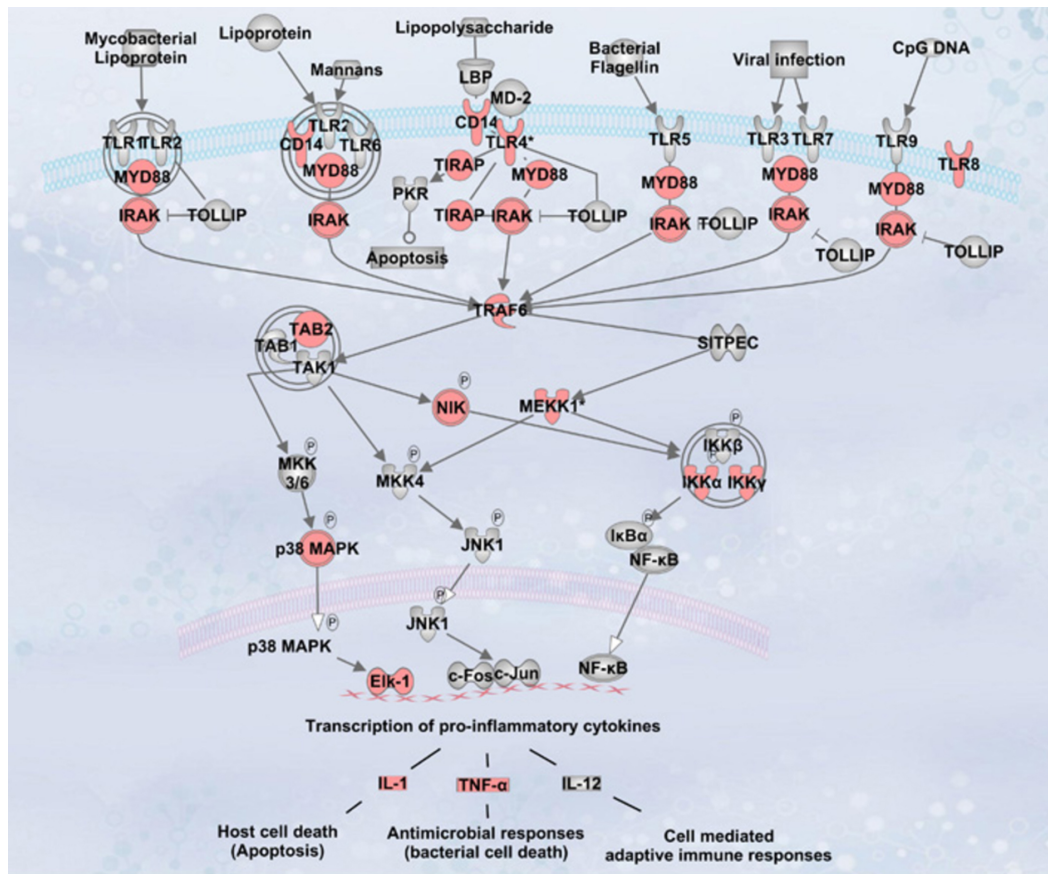 Mycobacterial
Lipoprotein
Lipoprotein
Mannans
Lipopolysaccharide
LBP
MD-2
Bacterial
Flagellin
Viral infection
CpG DNA
TLR1
TLR2
CD14
TLR2
TLR6
CD14
TLR4*
TLR5
TLR3
TLR7
TLR9
TLR8
MYD88
MYD88
TIRAP
MYD88
MYD88
MYD88
MYD88
PKR
IRAK
TOLLIP
IRAK
TIRAP
IRAK
TOLLIP
IRAK
TOLLIP
IRAK
TOLLIP
IRAK
TOLLIP
Apoptosis
TRAF6
TAB2
TAB1
TAK1
SITPEC
P
NIK
MEKK1*
P
IKKβ
P
IKKα
IKKγ
P
MKK
3/6
P
MKK4
P
p38 MAPK
P
JNK1
P
IκBα
NF-κB
P
JNK1
P
p38 MAPK
Elk-1
c-Fos
c-Jun
NF-κB
Transcription of pro-inflammatory cytokines
IL-1
TNF-α
IL-12
Host cell death
(Apoptosis)
Antimicrobial responses
(bacterial cell death)
Cell mediated
adaptive immune responses